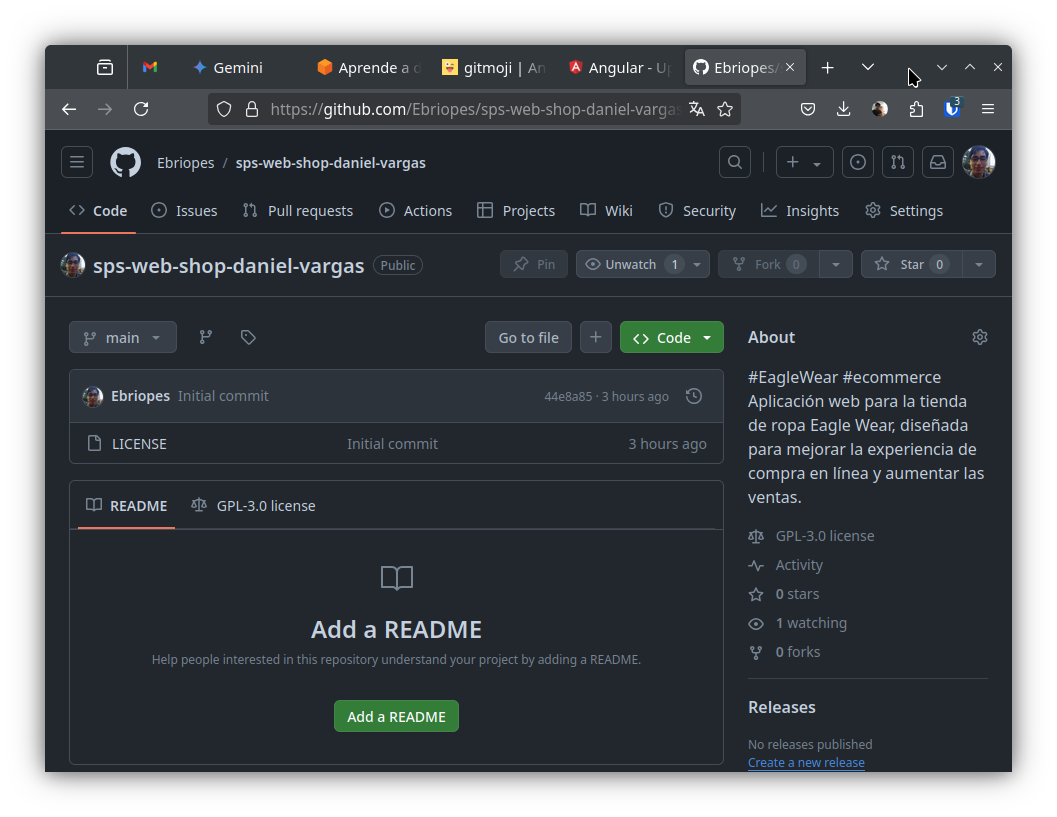 Gemini
Aprende a d
gitmoji | An
Angular - Up
Ebriopes/
https://github.com/Ebriopes/sps-web-shop-daniel-vargas
3
Ebriopes / sps-web-shop-daniel-vargas
Code
Issues
Pull requests
Actions
Projects
Wiki
Security
Insights
Settings
sps-web-shop-daniel-vargas Public
Pin
Unwatch 1
Fork 0
Star 0
main
Go to file
Code
Ebriopes Initial commit 44e8a85 · 3 hours ago
LICENSE Initial commit 3 hours ago
README
GPL-3.0 license
Add a README
Help people interested in this repository understand your project by adding a README.
Add a README
About
#EagleWear #ecommerce
Aplicación web para la tienda
de ropa Eagle Wear, diseñada
para mejorar la experiencia de
compra en línea y aumentar las
ventas.
GPL-3.0 license
Activity
0 stars
1 watching
0 forks
Releases
No releases published
Create a new release